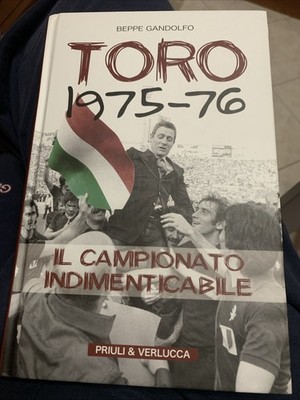 BEPPE GANDOLFO
TORO
1975-76
IL CAMPIONATO
INDIMENTICABILE
PRIULI & VERLUCCA